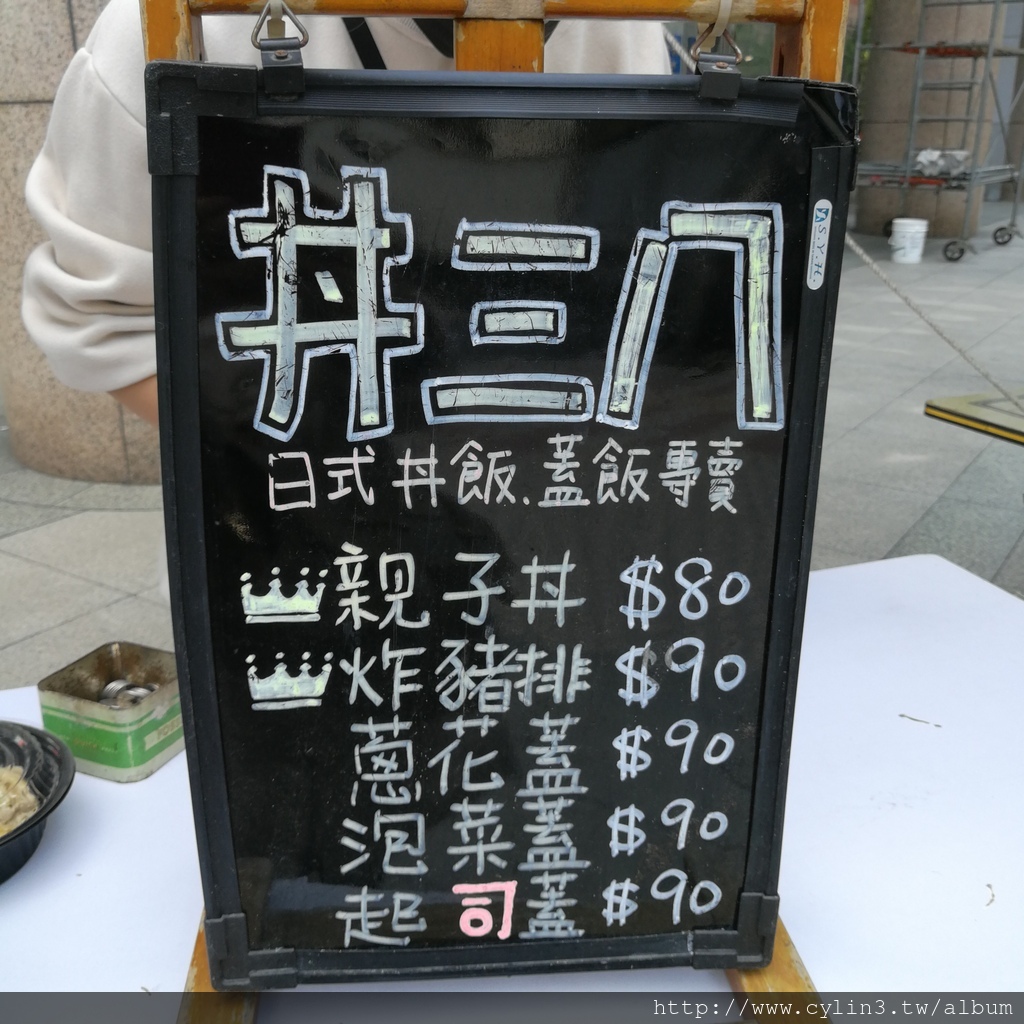 丼三八
S.Y.H.
日式丼飯.蓋飯專賣
親子丼 $80
炸豬排 $90
蔥花蓋 $90
泡菜蓋 $90
起司蓋 $90
http://www.cylin3.tw/album